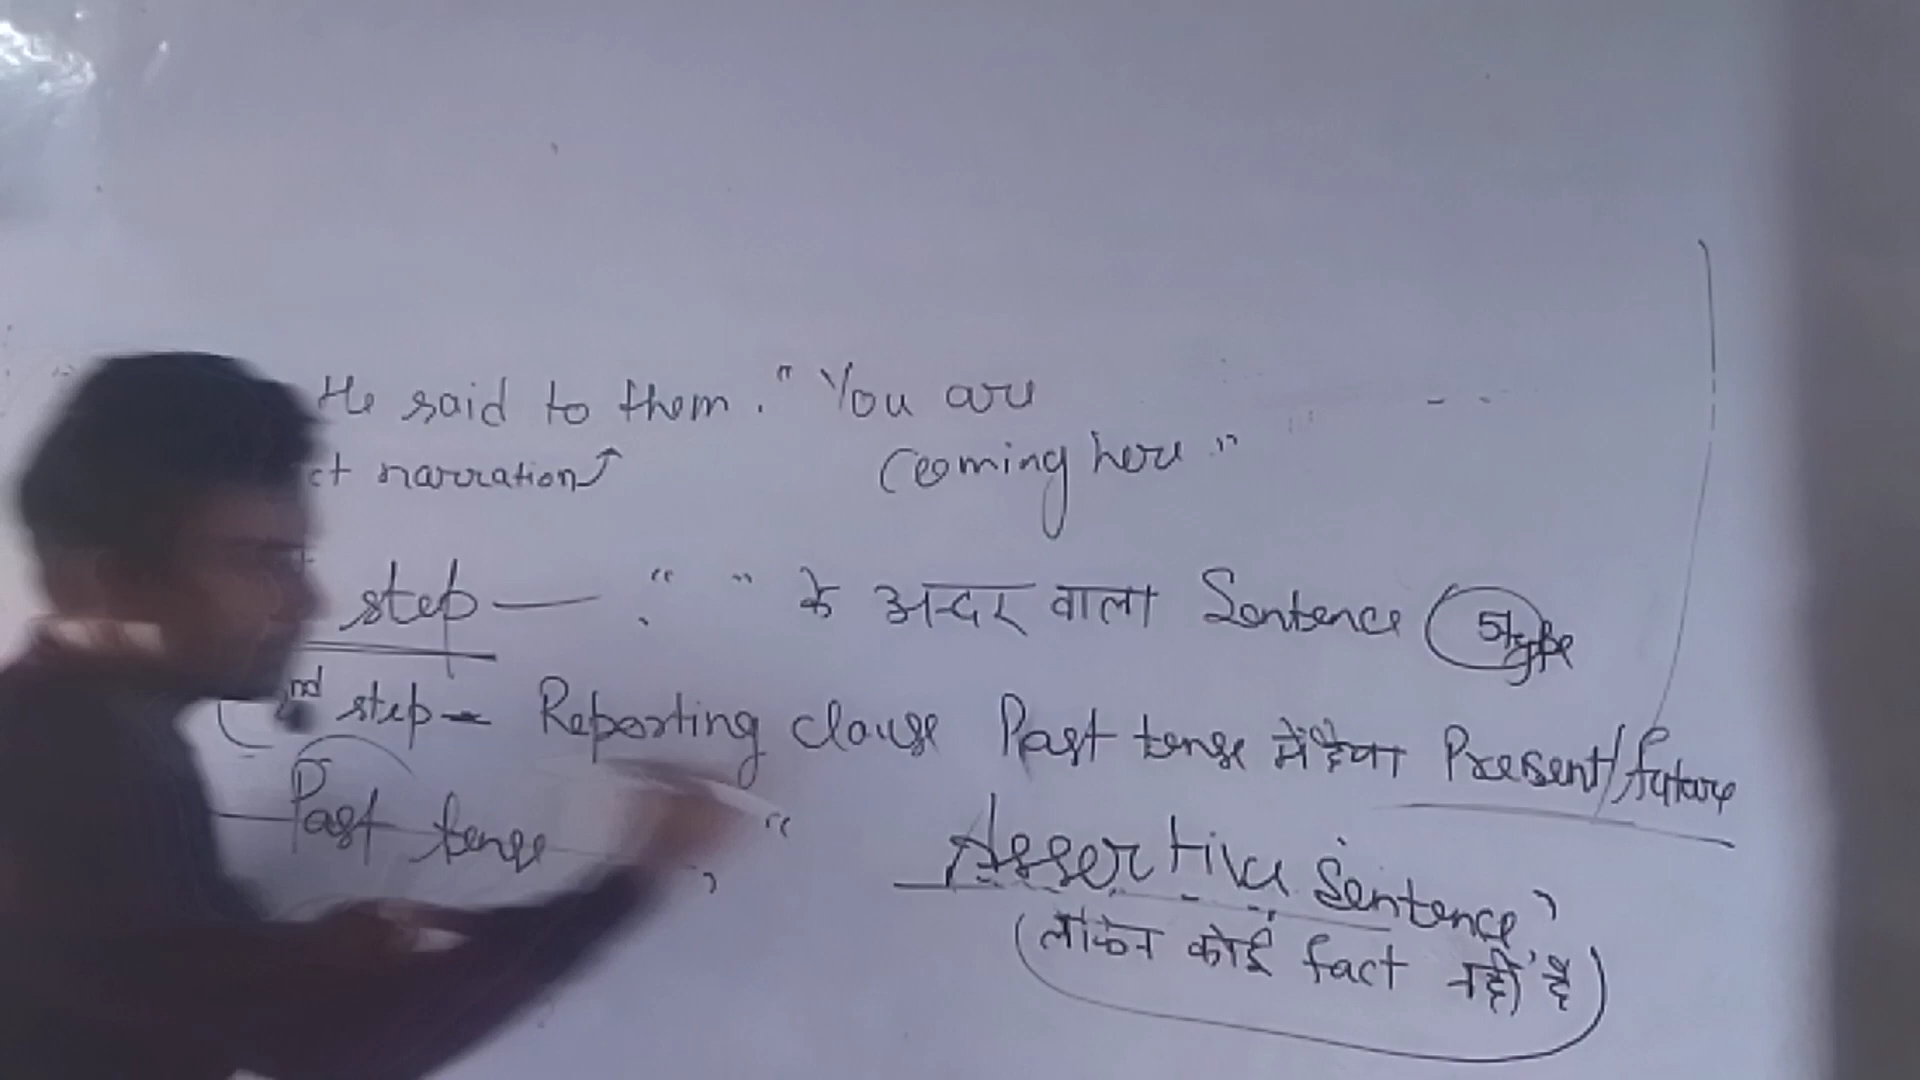 He said to them. "You are
coming here"
ct narration
step — " " के अन्दर वाला Sentence 5 type
nd step - Reporting clause Past tense में है या Present/future
Past tense , " Assertive Sentence"
(लेकिन कोई fact नहीं है)